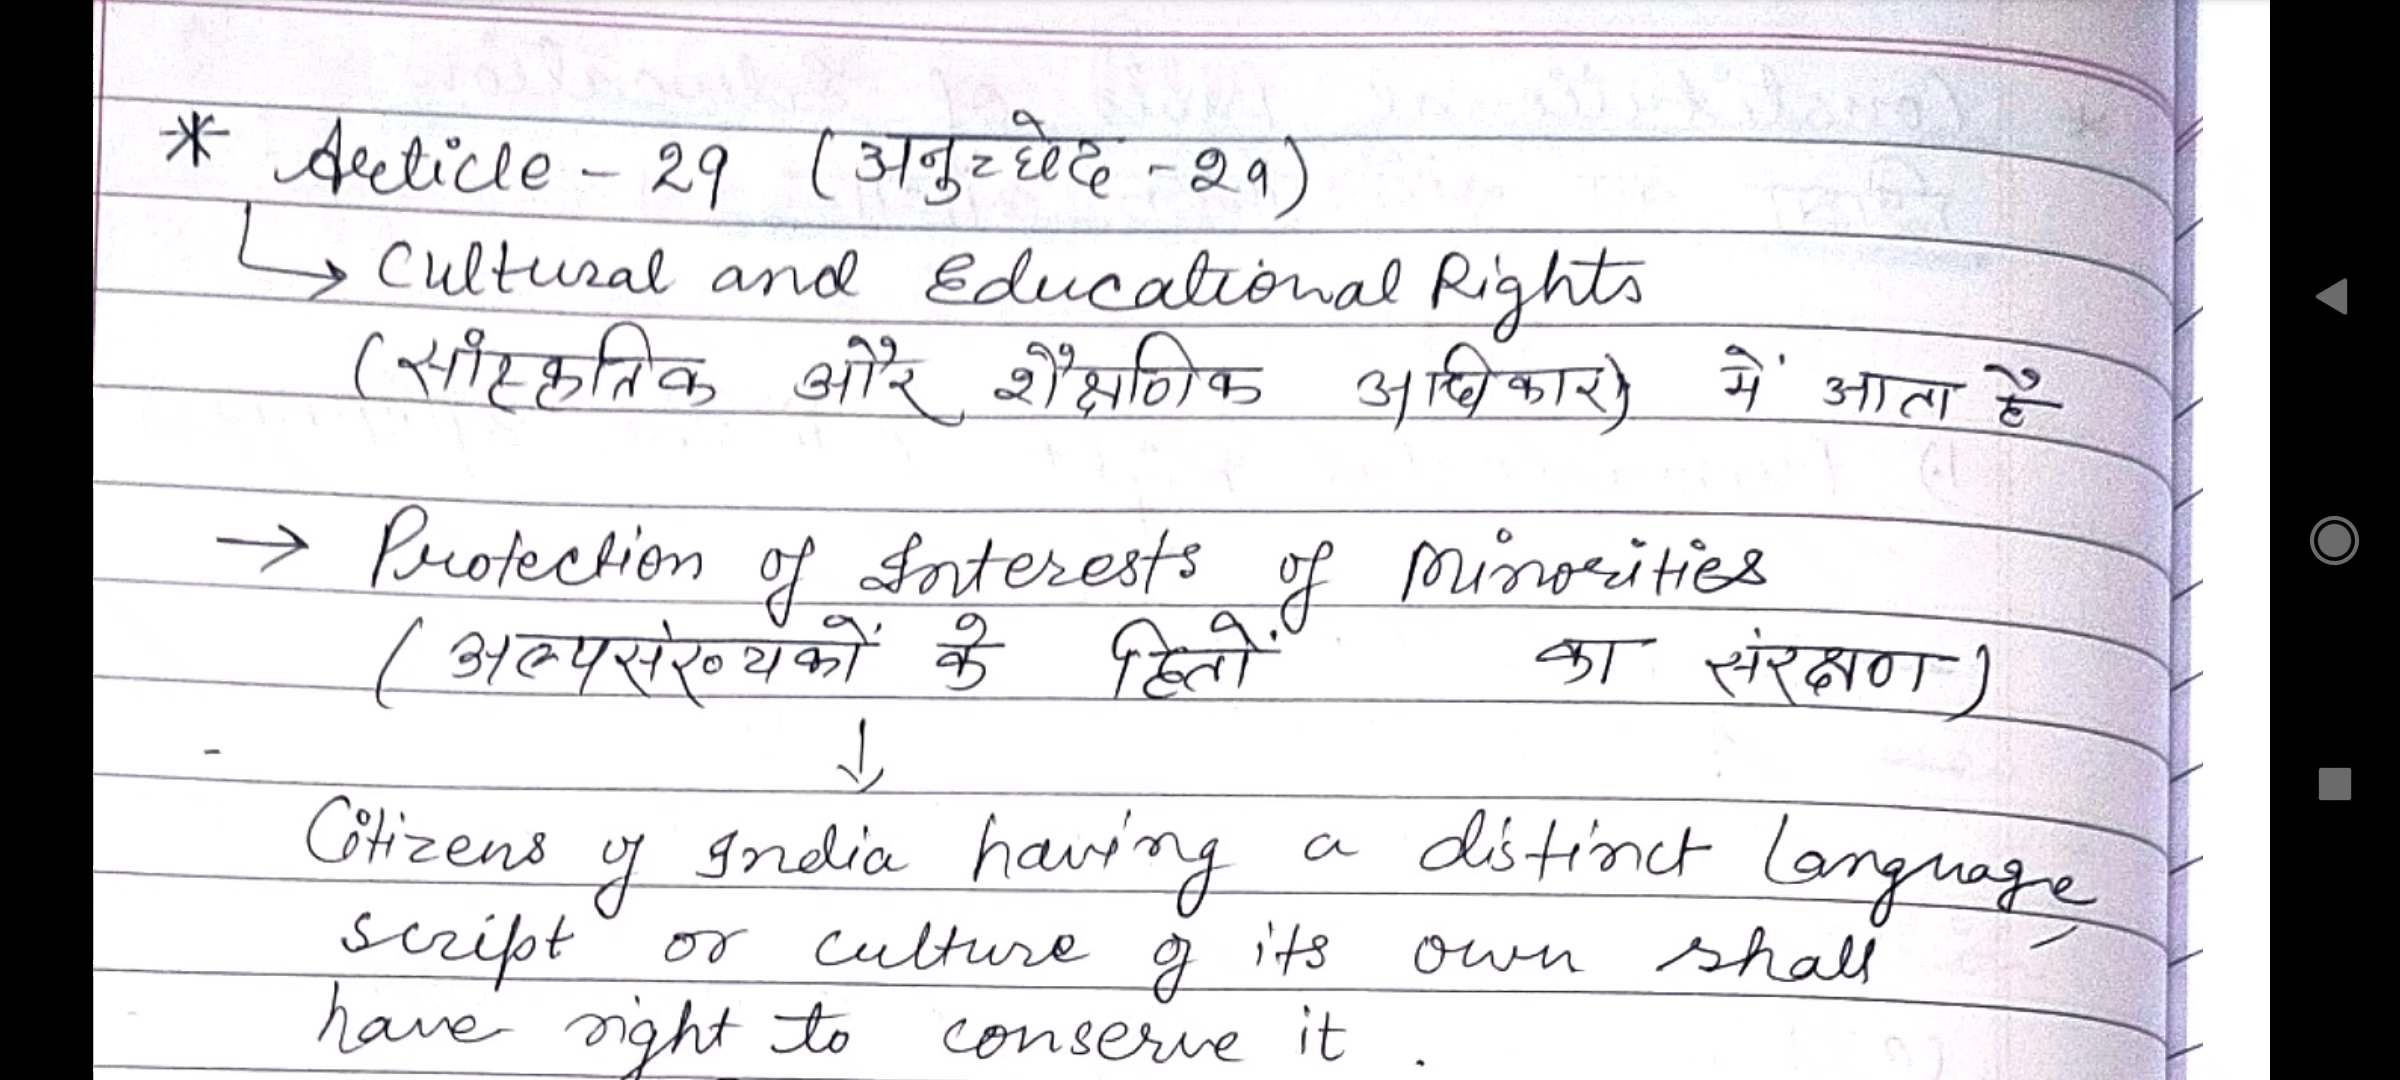 * Article - 29 (अनुच्छेद - 29)
↳ Cultural and Educational Rights
(सांस्कृतिक और शैक्षणिक अधिकार) में आता है
→ Protection of Interests of Minorities
(अल्पसंख्यकों के हितों का संरक्षण)
↓
Citizens of India having a distinct language,
script or culture of its own shall
have right to conserve it.